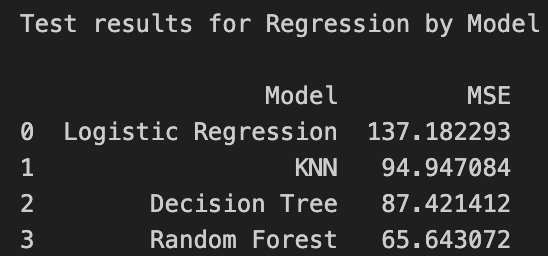 Test results for Regression by Model
Model MSE
0 Logistic Regression 137.182293
1 KNN 94.947084
2 Decision Tree 87.421412
3 Random Forest 65.643072